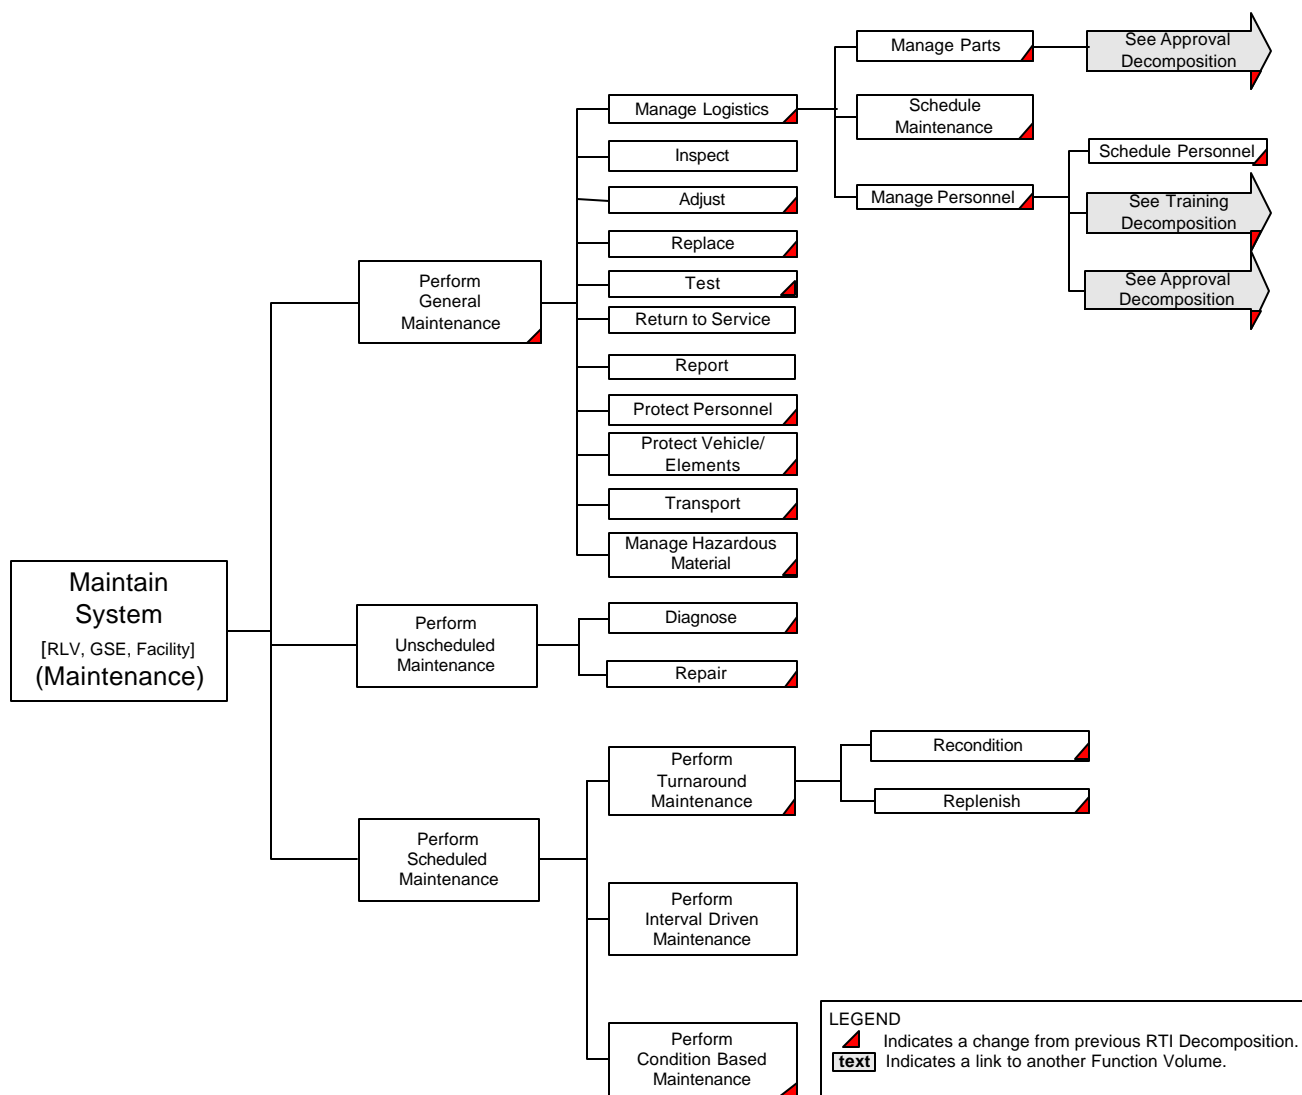 Maintain
System
[RLV, GSE, Facility]
(Maintenance)
Perform
General
Maintenance
Manage Logistics
Manage Parts
See Approval
Decomposition
Schedule
Maintenance
Manage Personnel
Schedule Personnel
See Training
Decomposition
See Approval
Decomposition
Inspect
Adjust
Replace
Test
Return to Service
Report
Protect Personnel
Protect Vehicle/
Elements
Transport
Manage Hazardous
Material
Perform
Unscheduled
Maintenance
Diagnose
Repair
Perform
Scheduled
Maintenance
Perform
Turnaround
Maintenance
Recondition
Replenish
Perform
Interval Driven
Maintenance
Perform
Condition Based
Maintenance
LEGEND
Indicates a change from previous RTI Decomposition.
text Indicates a link to another Function Volume.